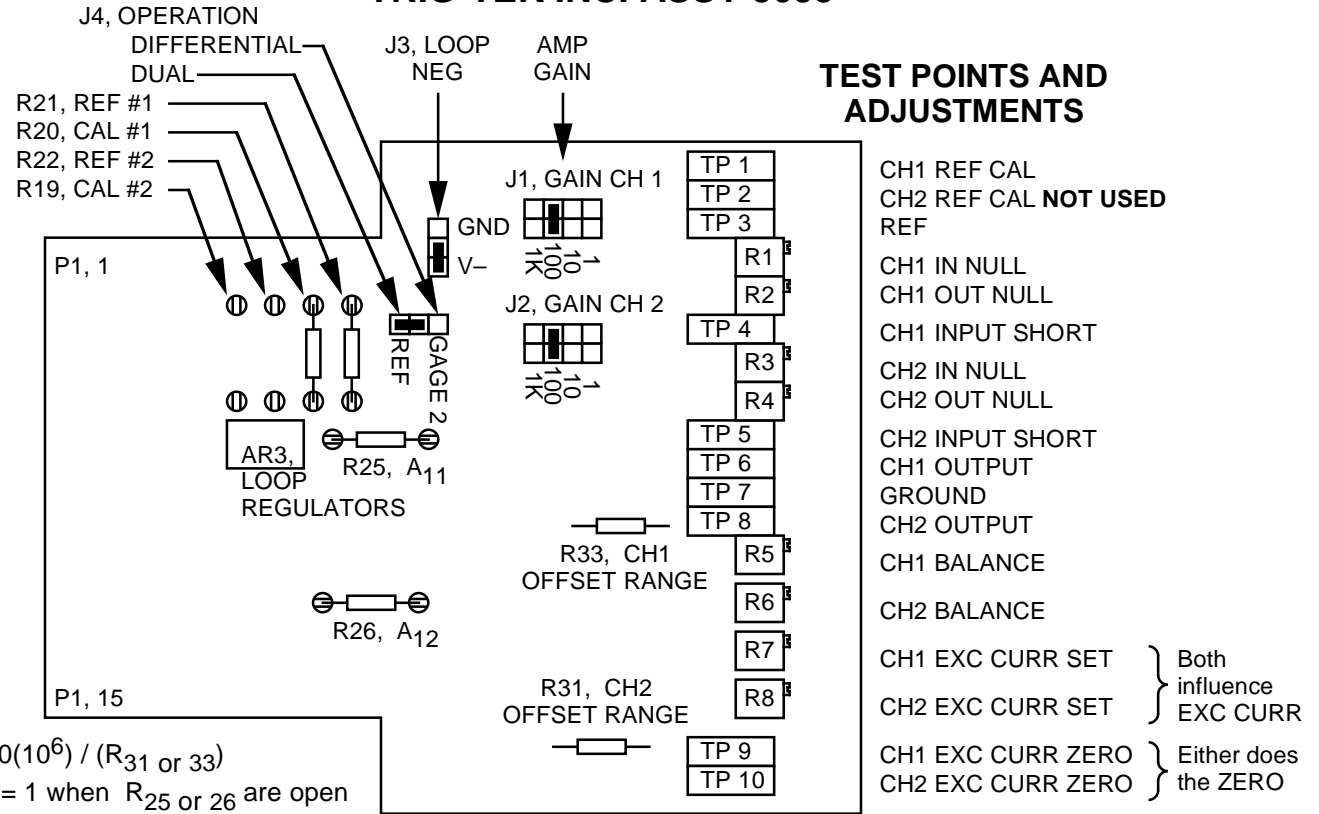 J4, OPERATION
DIFFERENTIAL
DUAL
R21, REF #1
R20, CAL #1
R22, REF #2
R19, CAL #2
J3, LOOP
NEG
AMP
GAIN
TEST POINTS AND
ADJUSTMENTS
P1, 1
GND
V–
J1, GAIN CH 1
1K
100
10
1
J2, GAIN CH 2
1K
100
10
1
REF
GAGE 2
AR3,
LOOP
REGULATORS
R25, A11
R26, A12
R33, CH1
OFFSET RANGE
R31, CH2
OFFSET RANGE
P1, 15
TP 1 CH1 REF CAL
TP 2 CH2 REF CAL NOT USED
TP 3 REF
R1 CH1 IN NULL
R2 CH1 OUT NULL
TP 4 CH1 INPUT SHORT
R3 CH2 IN NULL
R4 CH2 OUT NULL
TP 5 CH2 INPUT SHORT
TP 6 CH1 OUTPUT
TP 7 GROUND
TP 8 CH2 OUTPUT
R5 CH1 BALANCE
R6 CH2 BALANCE
R7 CH1 EXC CURR SET
R8 CH2 EXC CURR SET
Both
influence
EXC CURR
TP 9 CH1 EXC CURR ZERO
TP 10 CH2 EXC CURR ZERO
Either does
the ZERO
0(10^6) / (R31 or 33)
= 1 when R25 or 26 are open